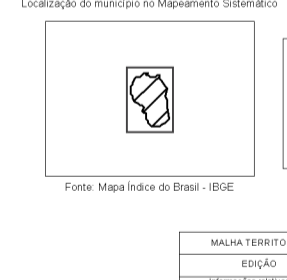 Localização do município no Mapeamento Sistemático
Fonte: Mapa Índice do Brasil - IBGE
MALHA TERRITO
EDIÇÃO